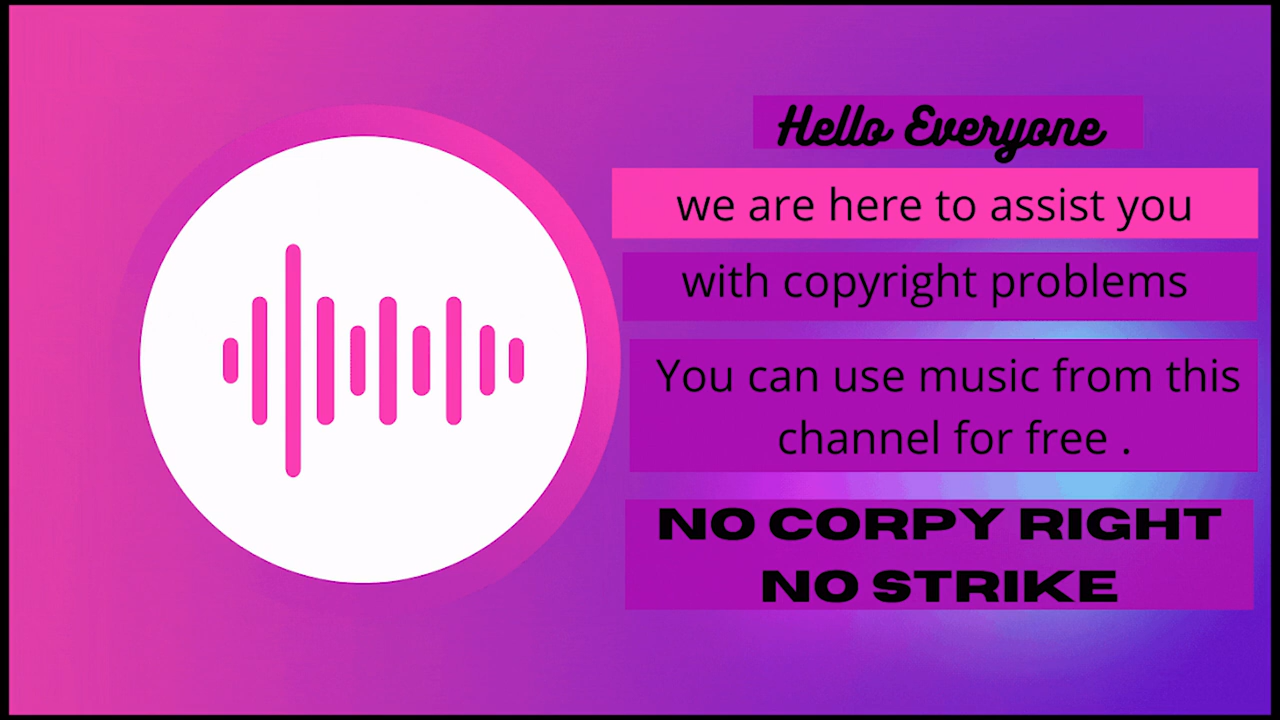 Hello Everyone
we are here to assist you
with copyright problems
You can use music from this
channel for free .
NO CORPY RIGHT
NO STRIKE